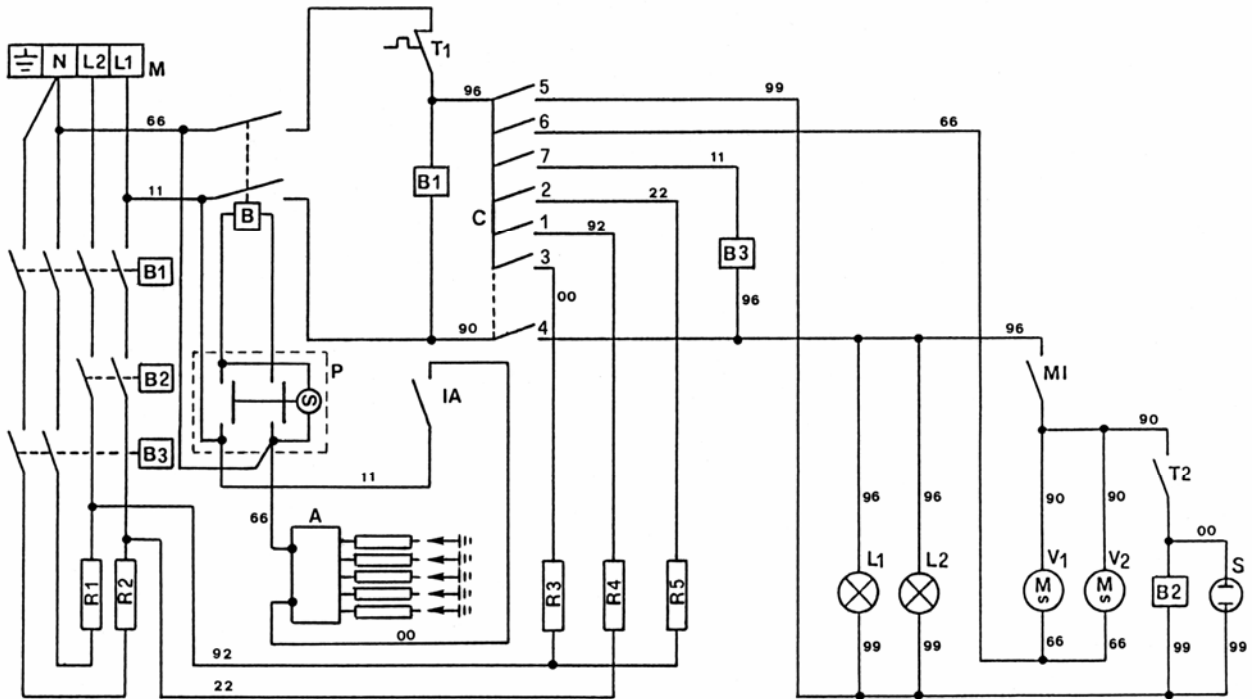 N L2 L1 M
T1
96 5 99
66 6 66
7 11
11 B1 2 22
B C 1 92
B3
B1 3
00 96
90 4 96
P MI
B2 IA
S 90
B3 T2
11 96 96 90 90
66 A 00
L1 L2 V1 V2 S
R1 R2 R3 R4 R5 Ms Ms B2
00 66 66
92 99 99 99 99
22